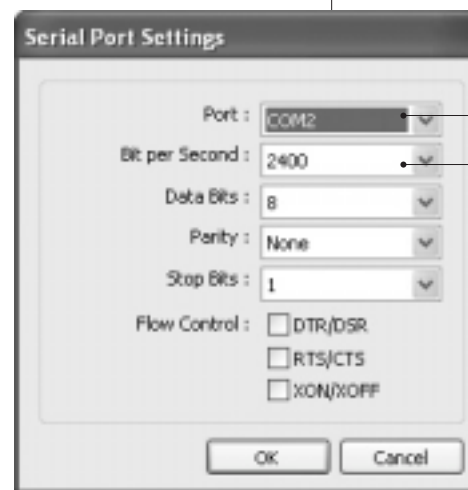 Serial Port Settings
Port : COM2
Bit per Second : 2400
Data Bits : 8
Parity : None
Stop Bits : 1
Flow Control : DTR/DSR
RTS/CTS
XON/XOFF
OK Cancel